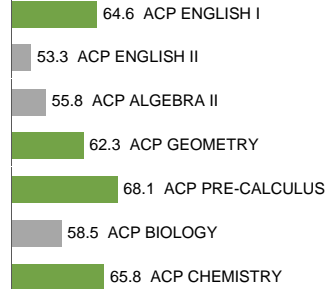 64.6 ACP ENGLISH I
53.3 ACP ENGLISH II
55.8 ACP ALGEBRA II
62.3 ACP GEOMETRY
68.1 ACP PRE-CALCULUS
58.5 ACP BIOLOGY
65.8 ACP CHEMISTRY